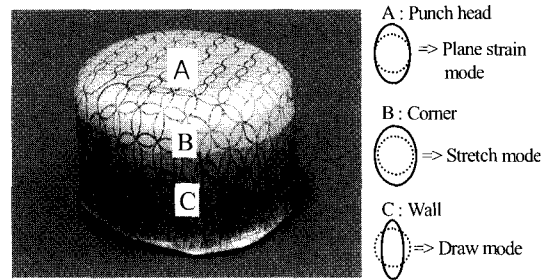 A
B
C
A : Punch head
=> Plane strain
mode
B : Corner
=> Stretch mode
C : Wall
=> Draw mode